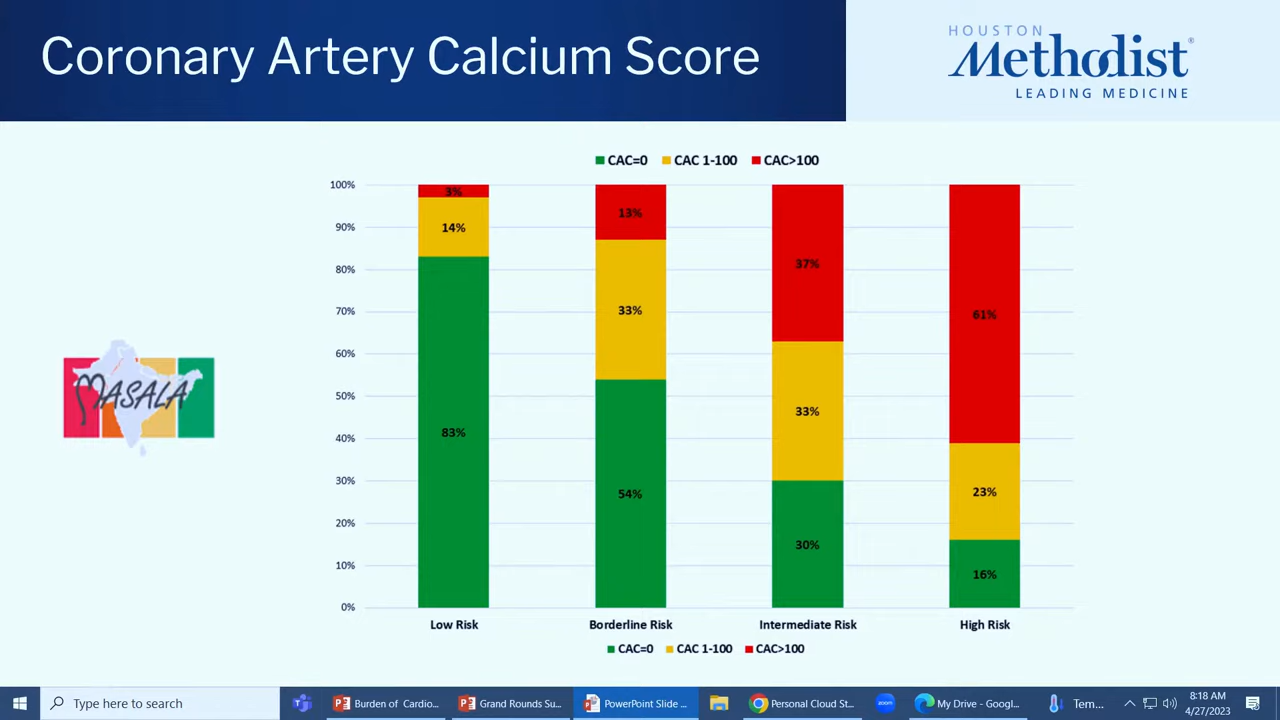 Coronary Artery Calcium Score
HOUSTON
Methodist®
LEADING MEDICINE
CAC=0 CAC 1-100 CAC>100
100%
90%
80%
70%
60%
50%
40%
30%
20%
10%
0%
3%
14%
83%
13%
33%
54%
37%
33%
30%
61%
23%
16%
MASALA
Low Risk Borderline Risk Intermediate Risk High Risk
CAC=0 CAC 1-100 CAC>100
Type here to search
Burden of Cardio...
Grand Rounds Su...
PowerPoint Slide ...
Personal Cloud St...
zoom
My Drive - Googl...
Tem...
8:18 AM
4/27/2023